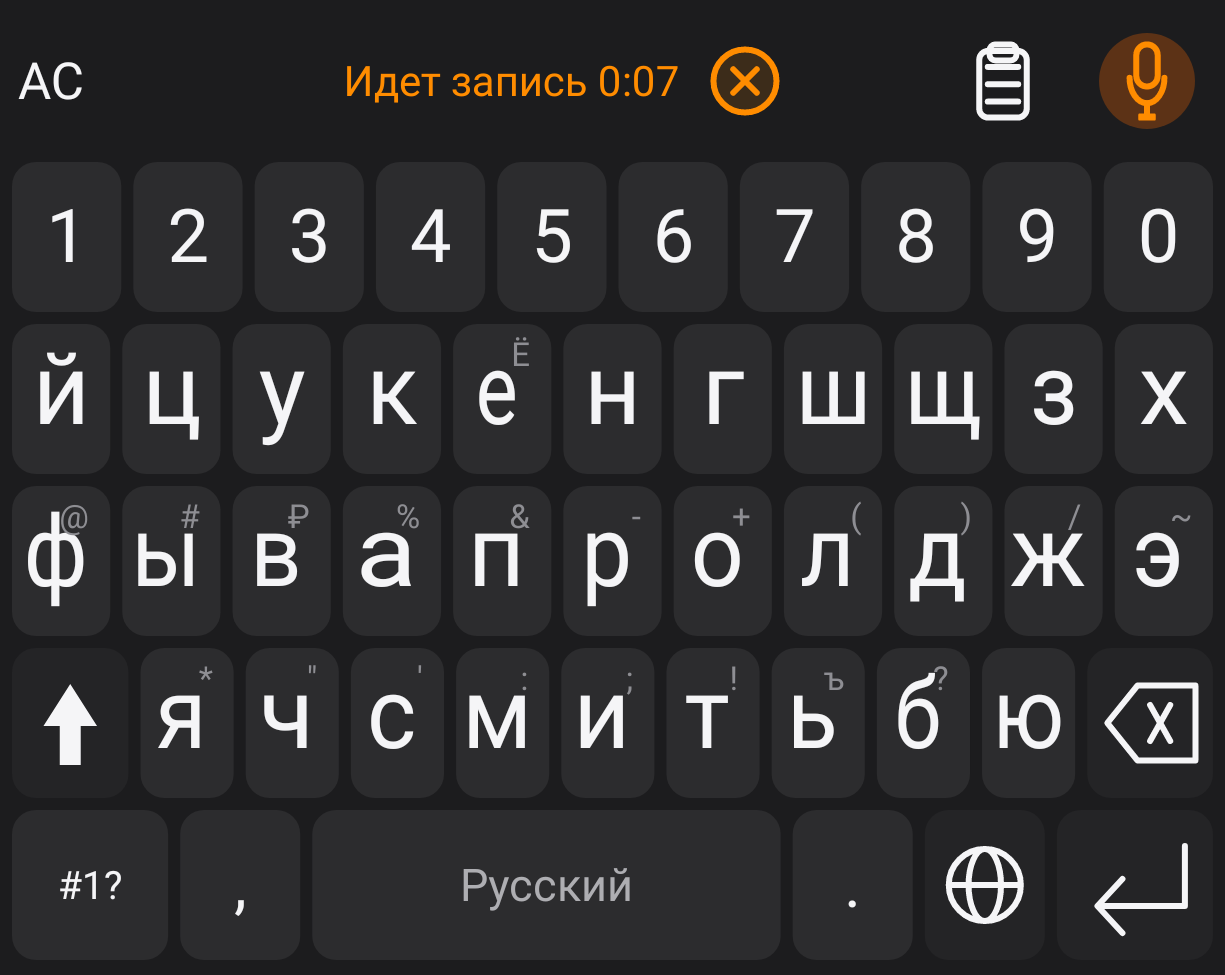 AC Идет запись 0:07
1 2 3 4 5 6 7 8 9 0
й ц у к е Ё н г ш щ з х
ф @ ы # в ₽ а % п & р - о + л ( д ) ж / э ~
я * ч " с ' м : и ; т ! ь ъ б ? ю X
#1? , Русский .